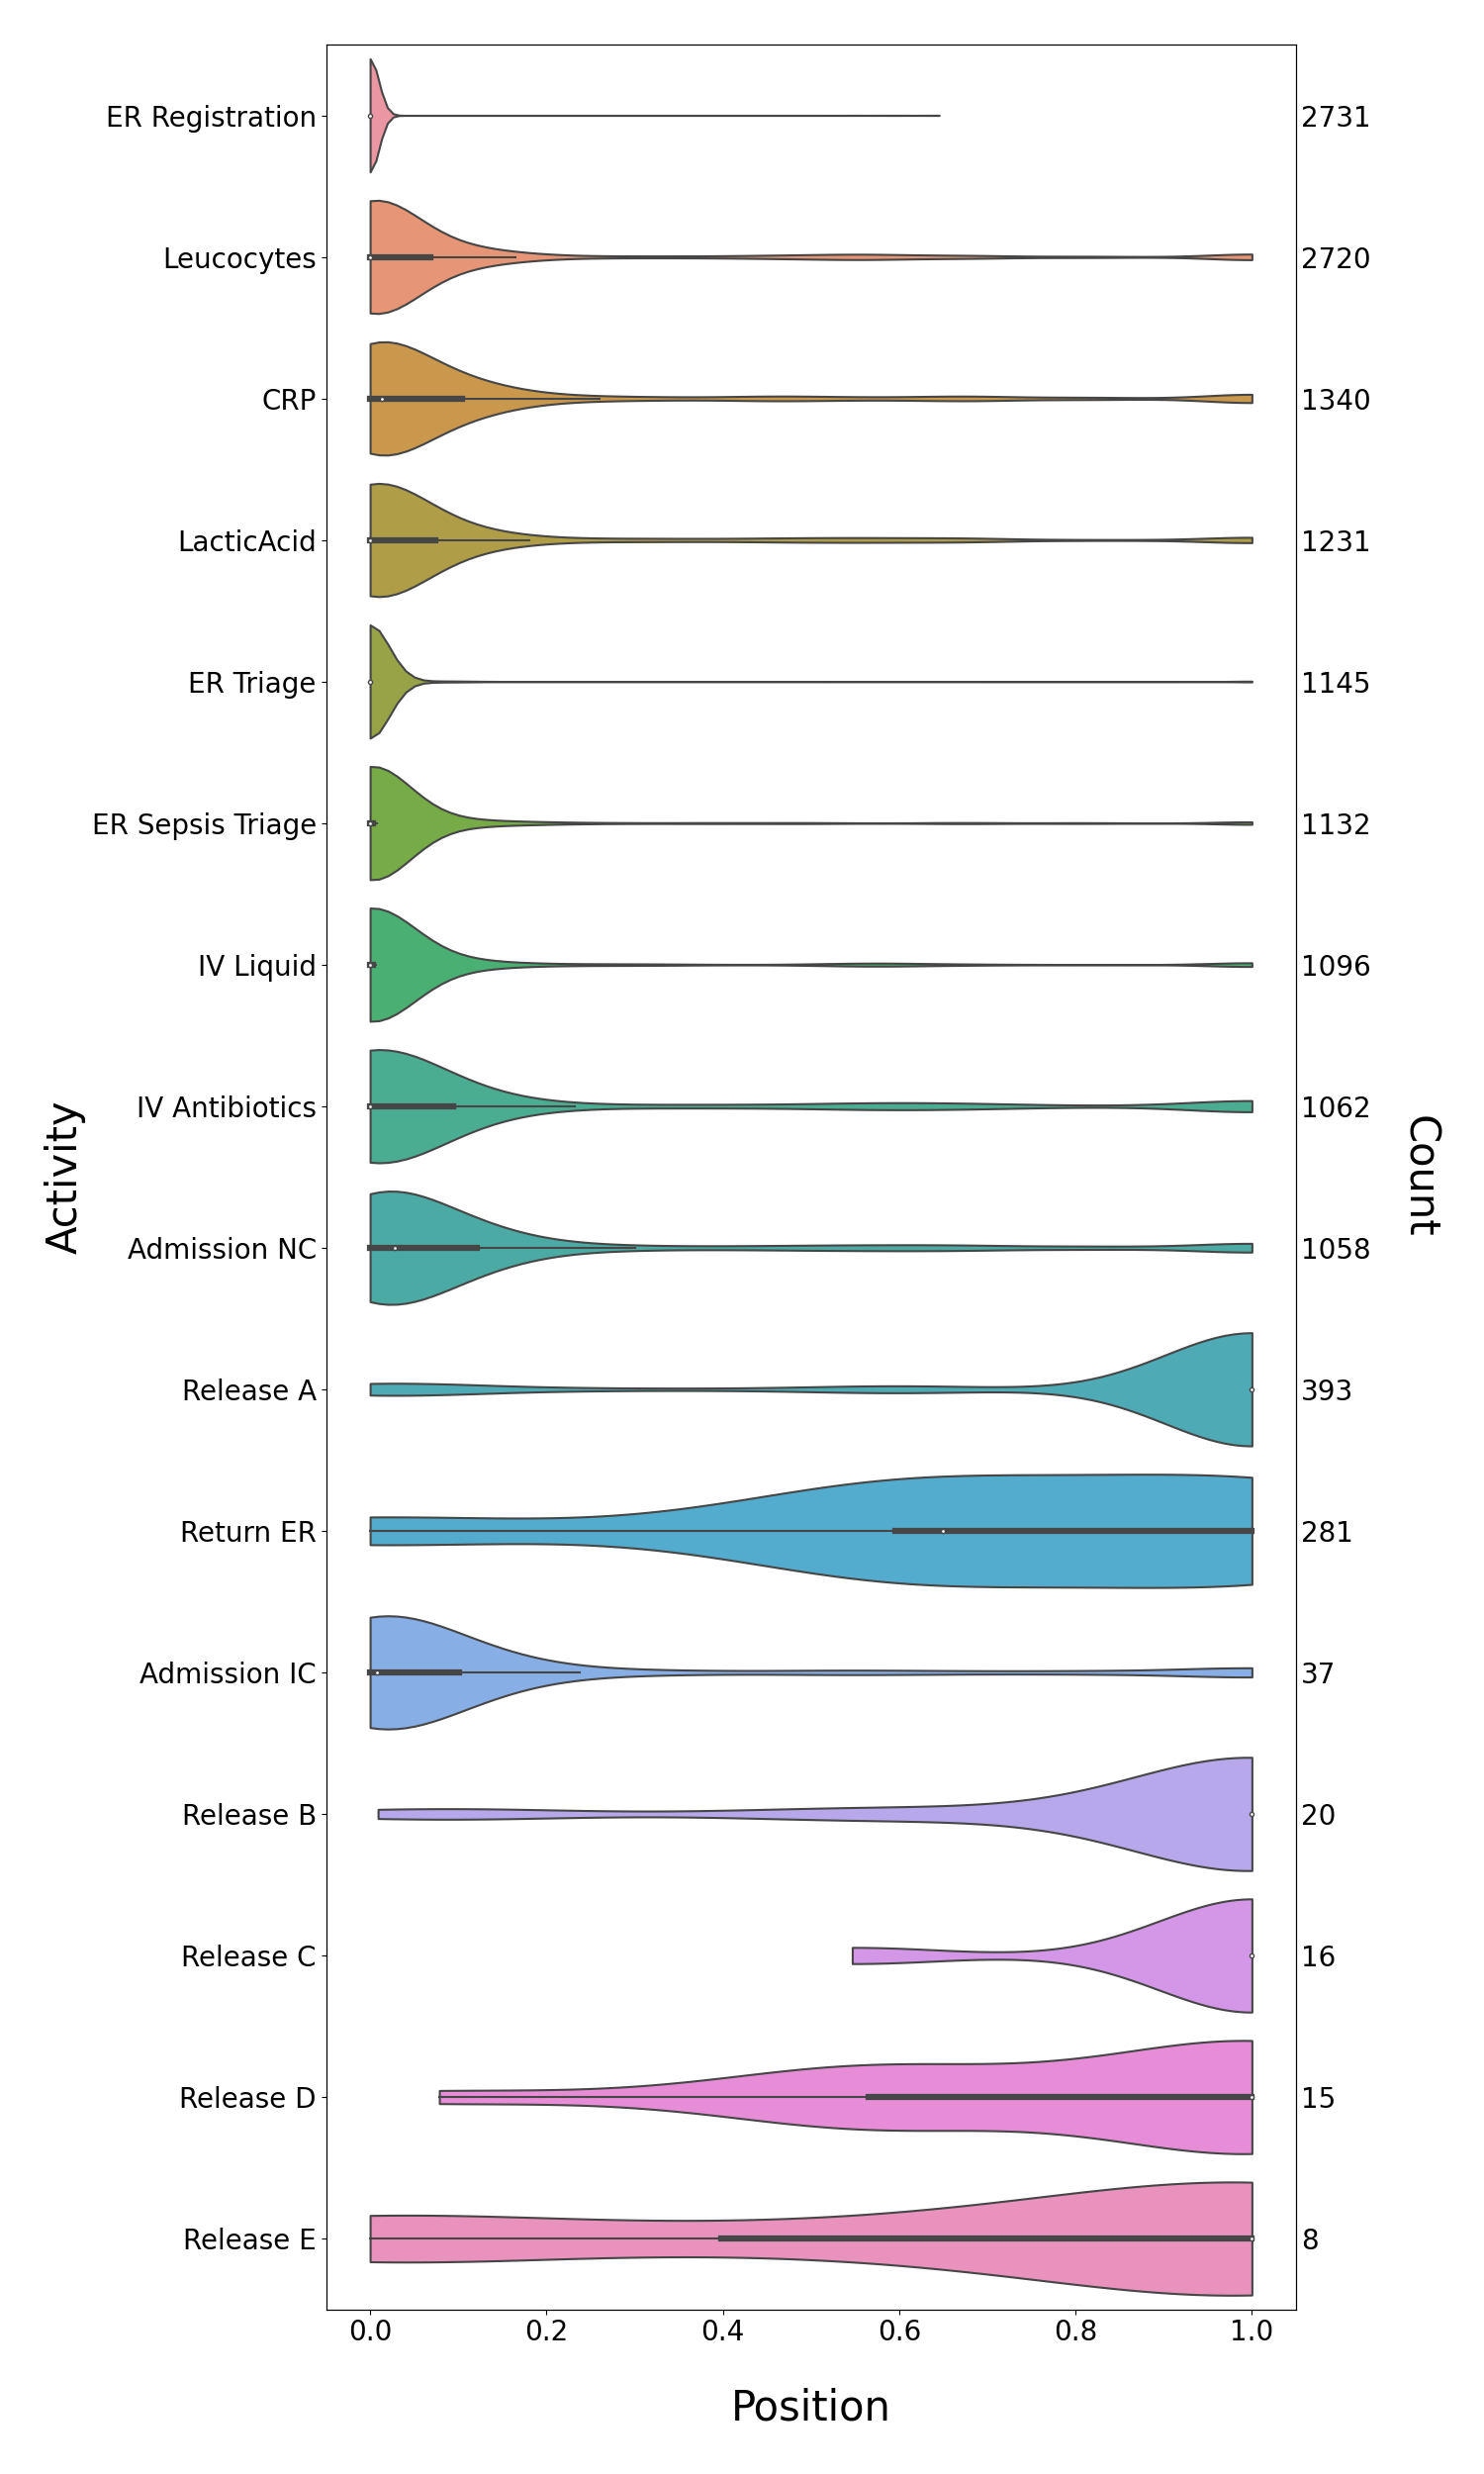 ER Registration 2731
Leucocytes 2720
CRP 1340
LacticAcid 1231
ER Triage 1145
ER Sepsis Triage 1132
IV Liquid 1096
IV Antibiotics 1062
Activity
Count
Admission NC 1058
Release A 393
Return ER 281
Admission IC 37
Release B 20
Release C 16
Release D 15
Release E 8
0.0 0.2 0.4 0.6 0.8 1.0
Position